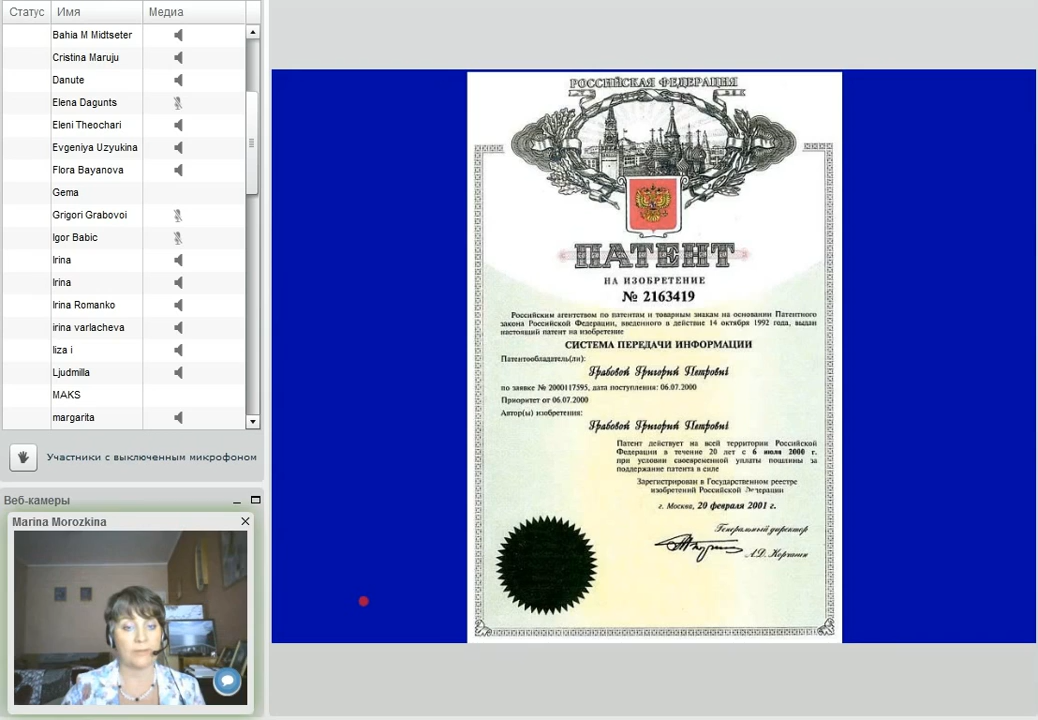 Статус Имя Медиа
Bahia M Midtseter
Cristina Maruju
Danute
Elena Dagunts
Eleni Theochari
Evgeniya Uzyukina
Flora Bayanova
Gema
Grigori Grabovoi
Igor Babic
Irina
Irina
Irina Romanko
irina varlacheva
liza i
Ljudmilla
MAKS
margarita
Участники с выключенным микрофоном
Веб-камеры
Marina Morozkina
РОССИЙСКАЯ ФЕДЕРАЦИЯ
ПАТЕНТ
НА ИЗОБРЕТЕНИЕ
№ 2163419
Российским агентством по патентам и товарным знакам на основании Патентного
закона Российской Федерации, введенного в действие 14 октября 1992 года, выдан
настоящий патент на изобретение
СИСТЕМА ПЕРЕДАЧИ ИНФОРМАЦИИ
Патентообладатель(ли):
Грабовой Григорий Петрович
по заявке № 2000117595, дата поступления: 06.07.2000
Приоритет от 06.07.2000
Автор(ы) изобретения:
Грабовой Григорий Петрович
Патент действует на всей территории Российской
Федерации в течение 20 лет с 6 июля 2000 г.
при условии своевременной уплаты пошлины за
поддержание патента в силе
Зарегистрирован в Государственном реестре
изобретений Российской Федерации
г. Москва, 20 февраля 2001 г.
Генеральный директор
А.Д. Корчагин